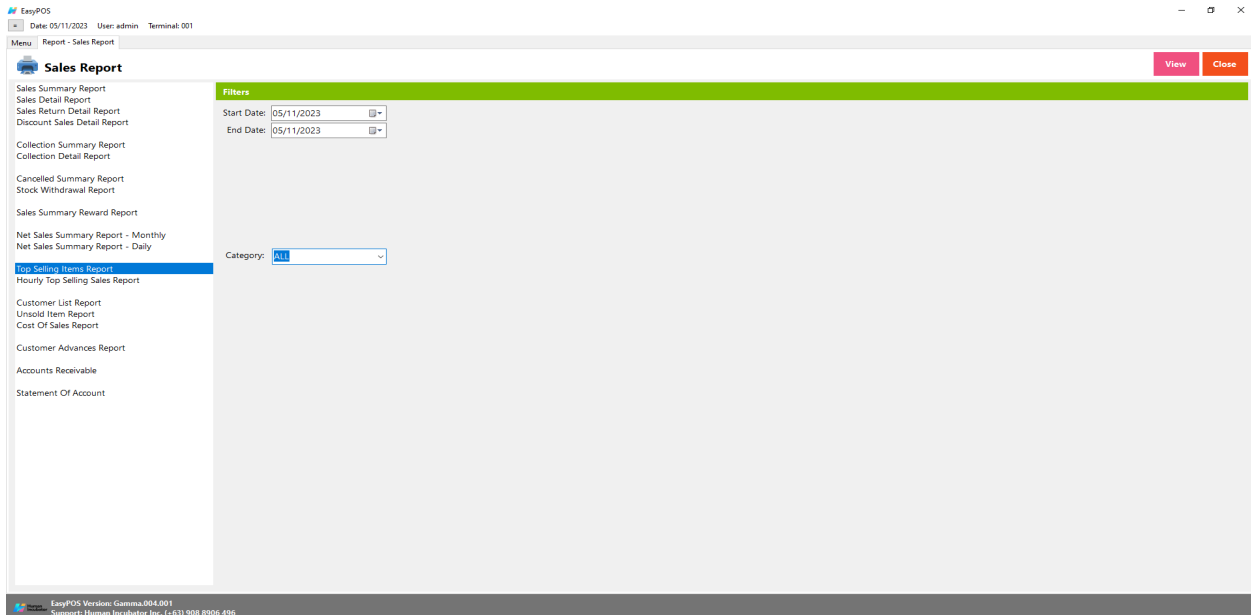 EasyPOS
≡ Date: 05/11/2023 User: admin Terminal: 001
Menu Report - Sales Report
Sales Report View Close
Sales Summary Report
Sales Detail Report
Sales Return Detail Report
Discount Sales Detail Report
Collection Summary Report
Collection Detail Report
Cancelled Summary Report
Stock Withdrawal Report
Sales Summary Reward Report
Net Sales Summary Report - Monthly
Net Sales Summary Report - Daily
Top Selling Items Report
Hourly Top Selling Sales Report
Customer List Report
Unsold Item Report
Cost Of Sales Report
Customer Advances Report
Accounts Receivable
Statement Of Account
Filters
Start Date: 05/11/2023
End Date: 05/11/2023
Category: ALL
Human Incubator
EasyPOS Version: Gamma.004.001
Support: Human Incubator Inc. (+63) 908 8906 496